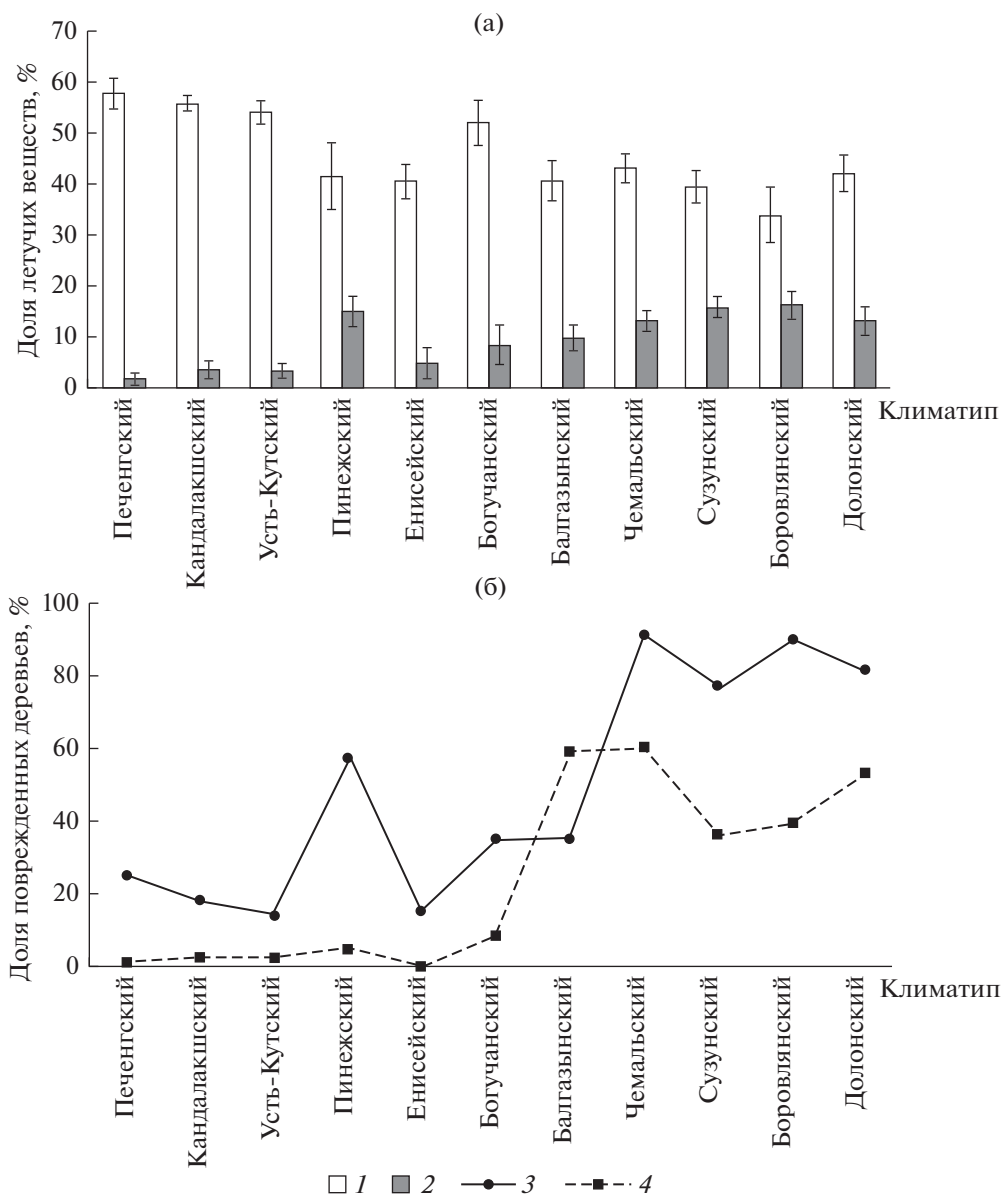 (а)
Доля летучих веществ, %
70
60
50
40
30
20
10
0
Климатип
Печенгский
Кандалакшский
Усть-Кутский
Пинежский
Енисейский
Богучанский
Балгазынский
Чемальский
Сузунский
Боровлянский
Долонский
(б)
Доля поврежденных деревьев, %
100
80
60
40
20
0
Климатип
Печенгский
Кандалакшский
Усть-Кутский
Пинежский
Енисейский
Богучанский
Балгазынский
Чемальский
Сузунский
Боровлянский
Долонский
1 2 3 4